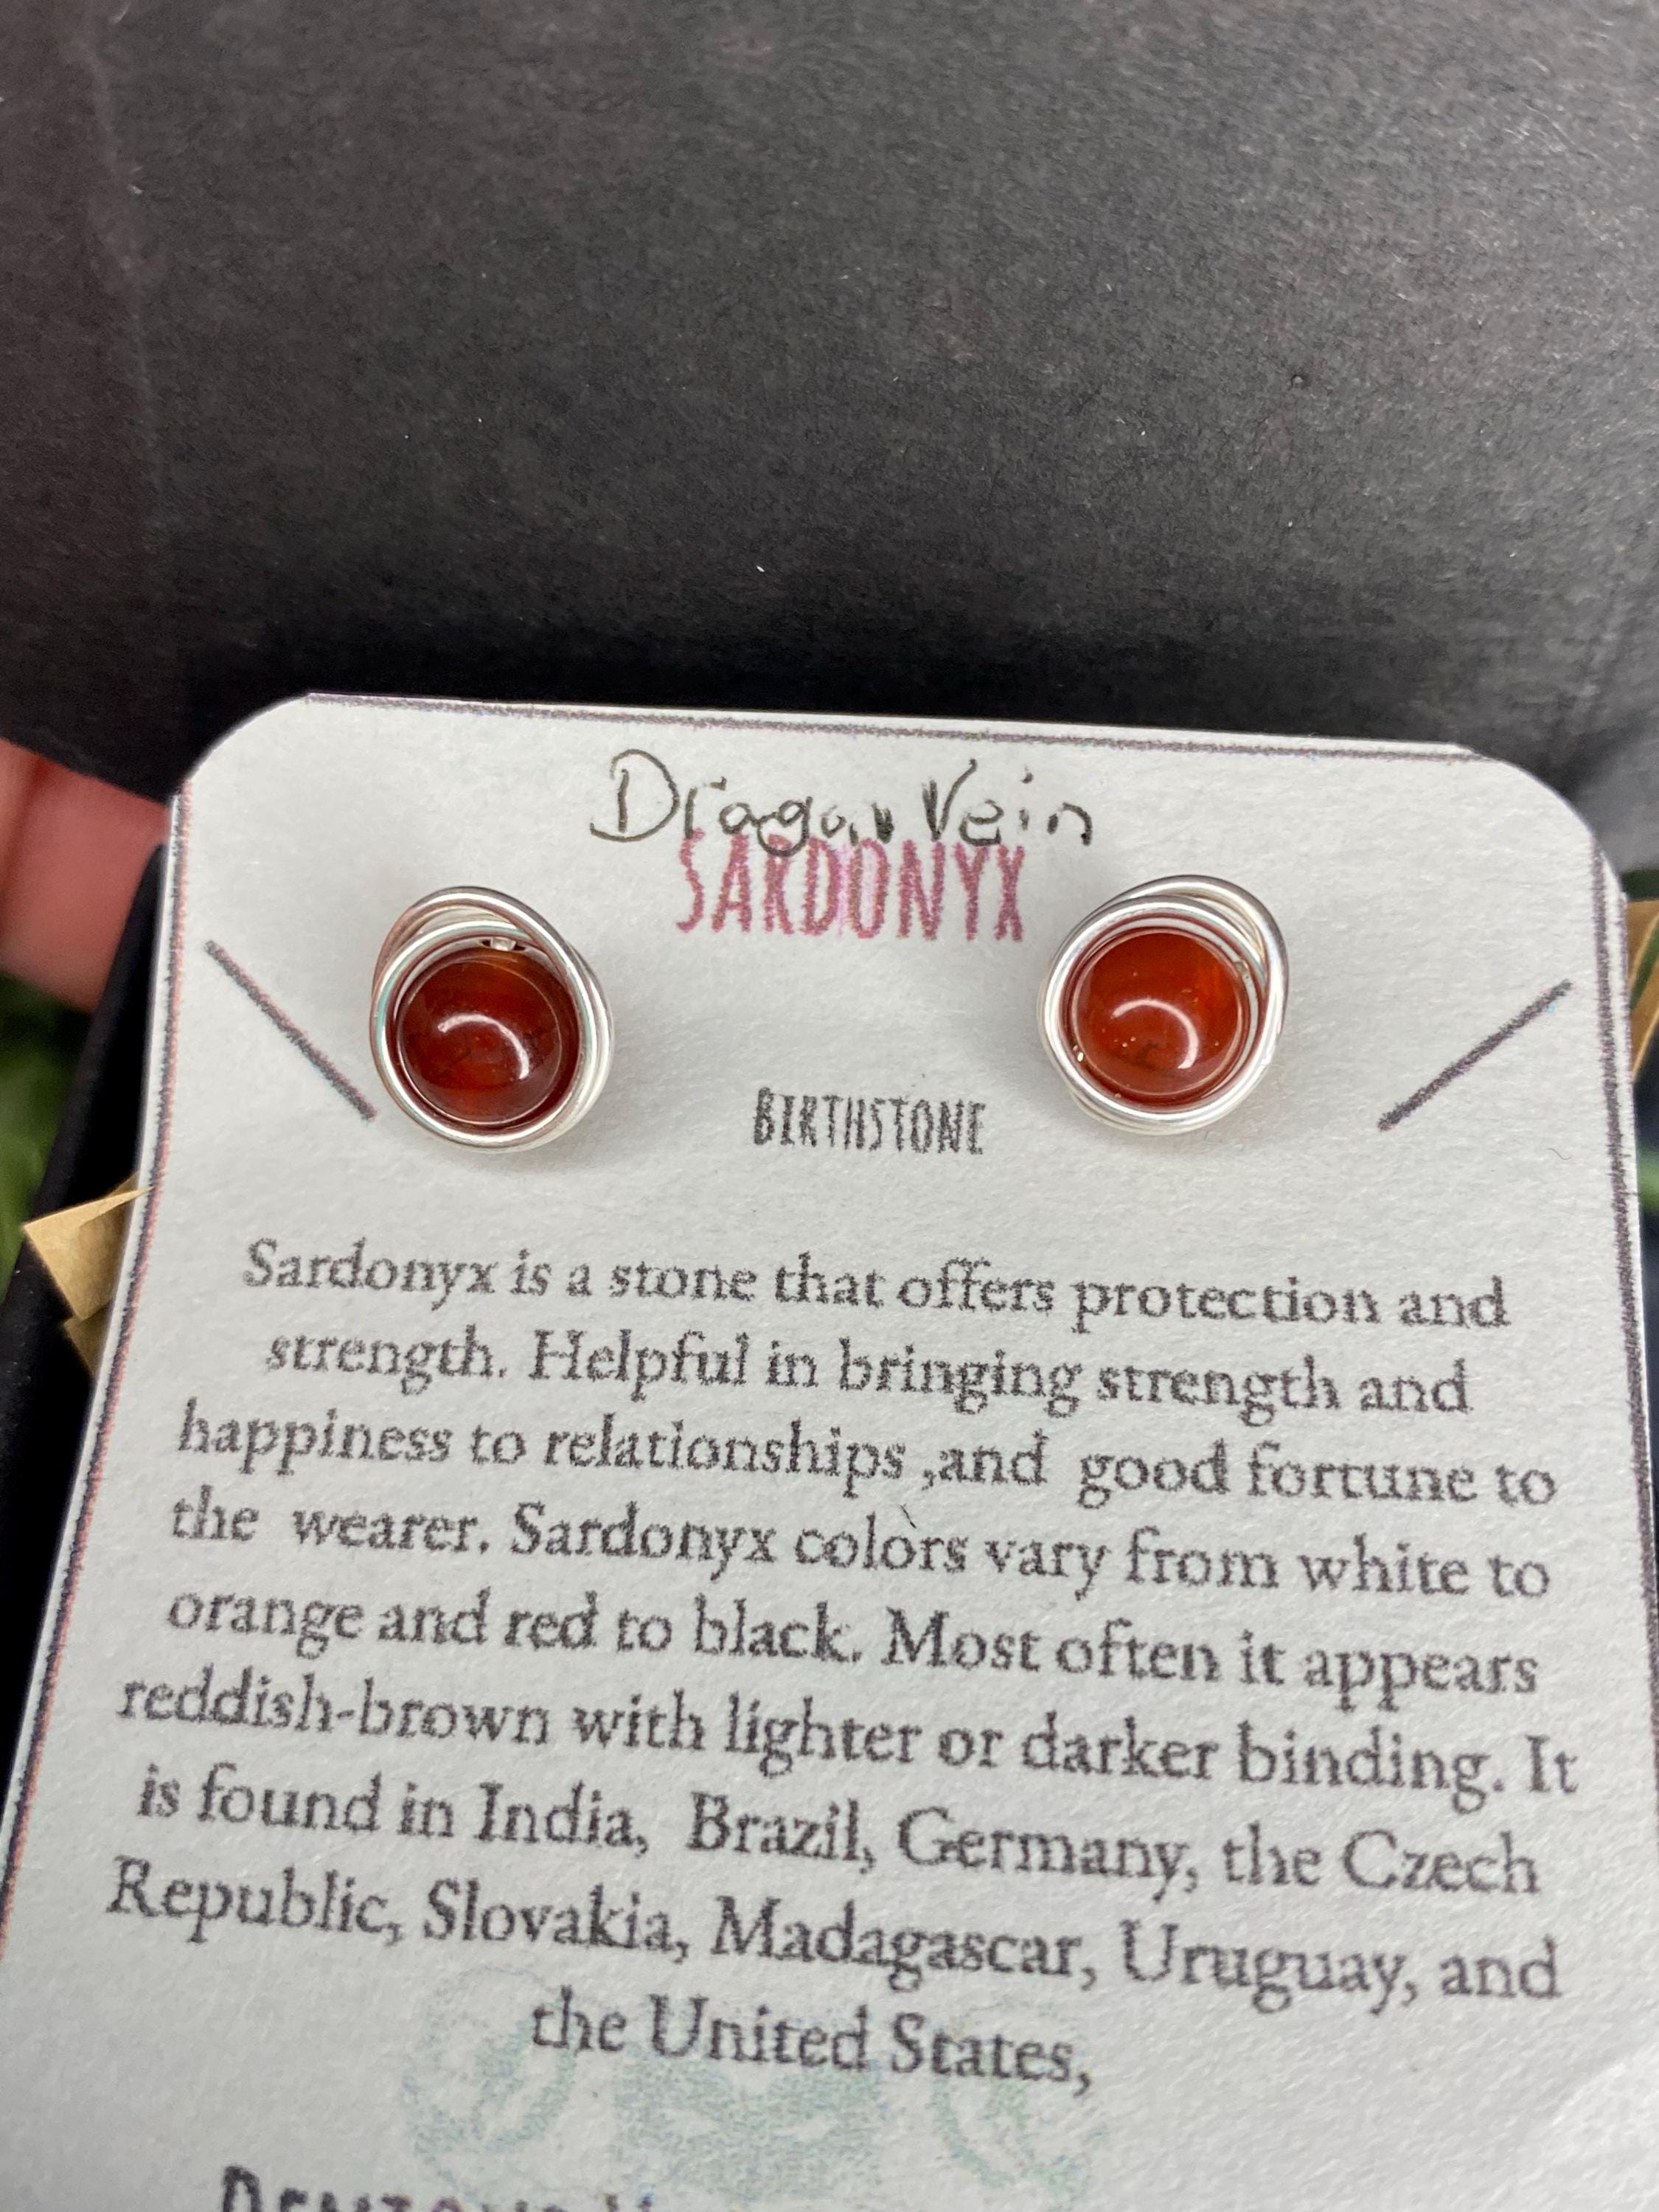 Dragon Vein
SARDONYX
BIRTHSTONE
Sardonyx is a stone that offers protection and
strength. Helpful in bringing strength and
happiness to relationships ,and good fortune to
the wearer. Sardonyx colors vary from white to
orange and red to black. Most often it appears
reddish-brown with lighter or darker binding. It
is found in India, Brazil, Germany, the Czech
Republic, Slovakia, Madagascar, Uruguay, and
the United States,